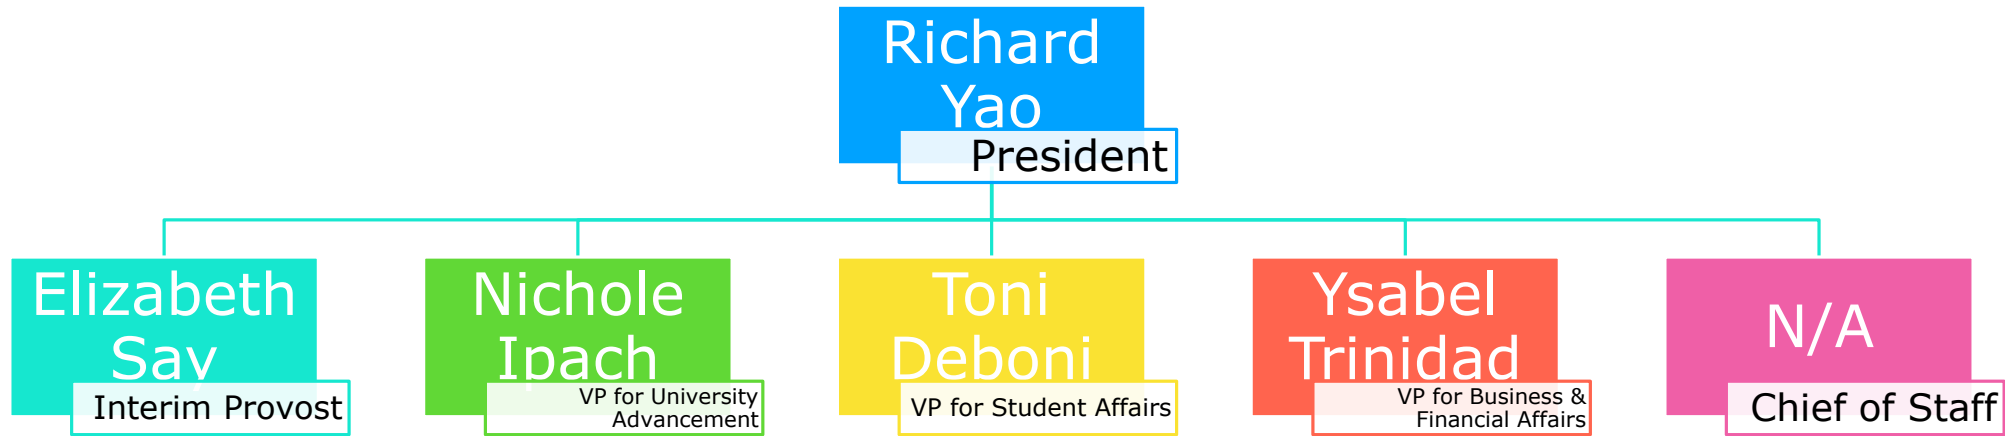 Richard
Yao
President
Elizabeth
Say
Interim Provost
Nichole
Ipach
VP for University
Advancement
Toni
Deboni
VP for Student Affairs
Ysabel
Trinidad
VP for Business &
Financial Affairs
N/A
Chief of Staff